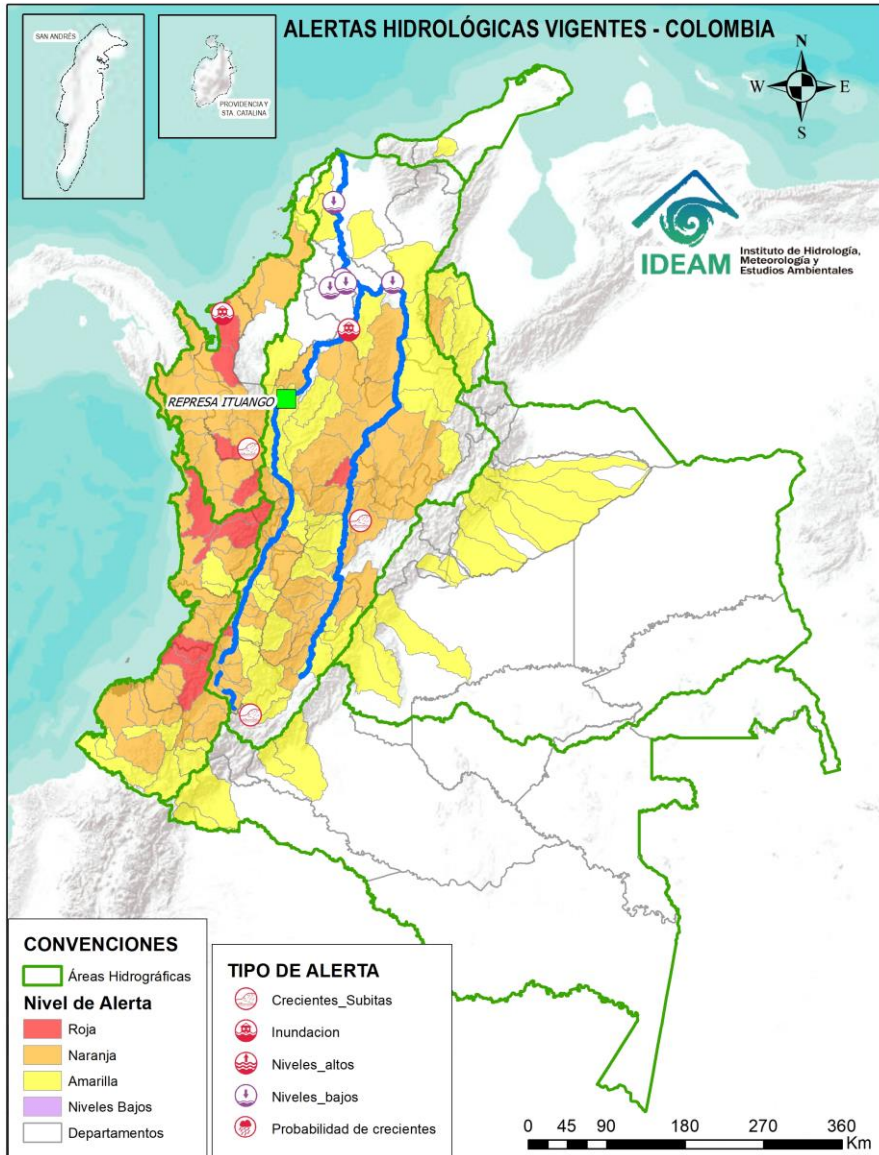 ALERTAS HIDROLÓGICAS VIGENTES - COLOMBIA
SAN ANDRÉS
PROVIDENCIA Y
STA. CATALINA
N
W
E
S
IDEAM
Instituto de Hidrología,
Meteorología y
Estudios Ambientales
REPRESA ITUANGO
CONVENCIONES
Áreas Hidrográficas
Nivel de Alerta
Roja
Naranja
Amarilla
Niveles Bajos
Departamentos
TIPO DE ALERTA
Crecientes_Subitas
Inundacion
Niveles_altos
Niveles_bajos
Probabilidad de crecientes
0 45 90 180 270 360
Km